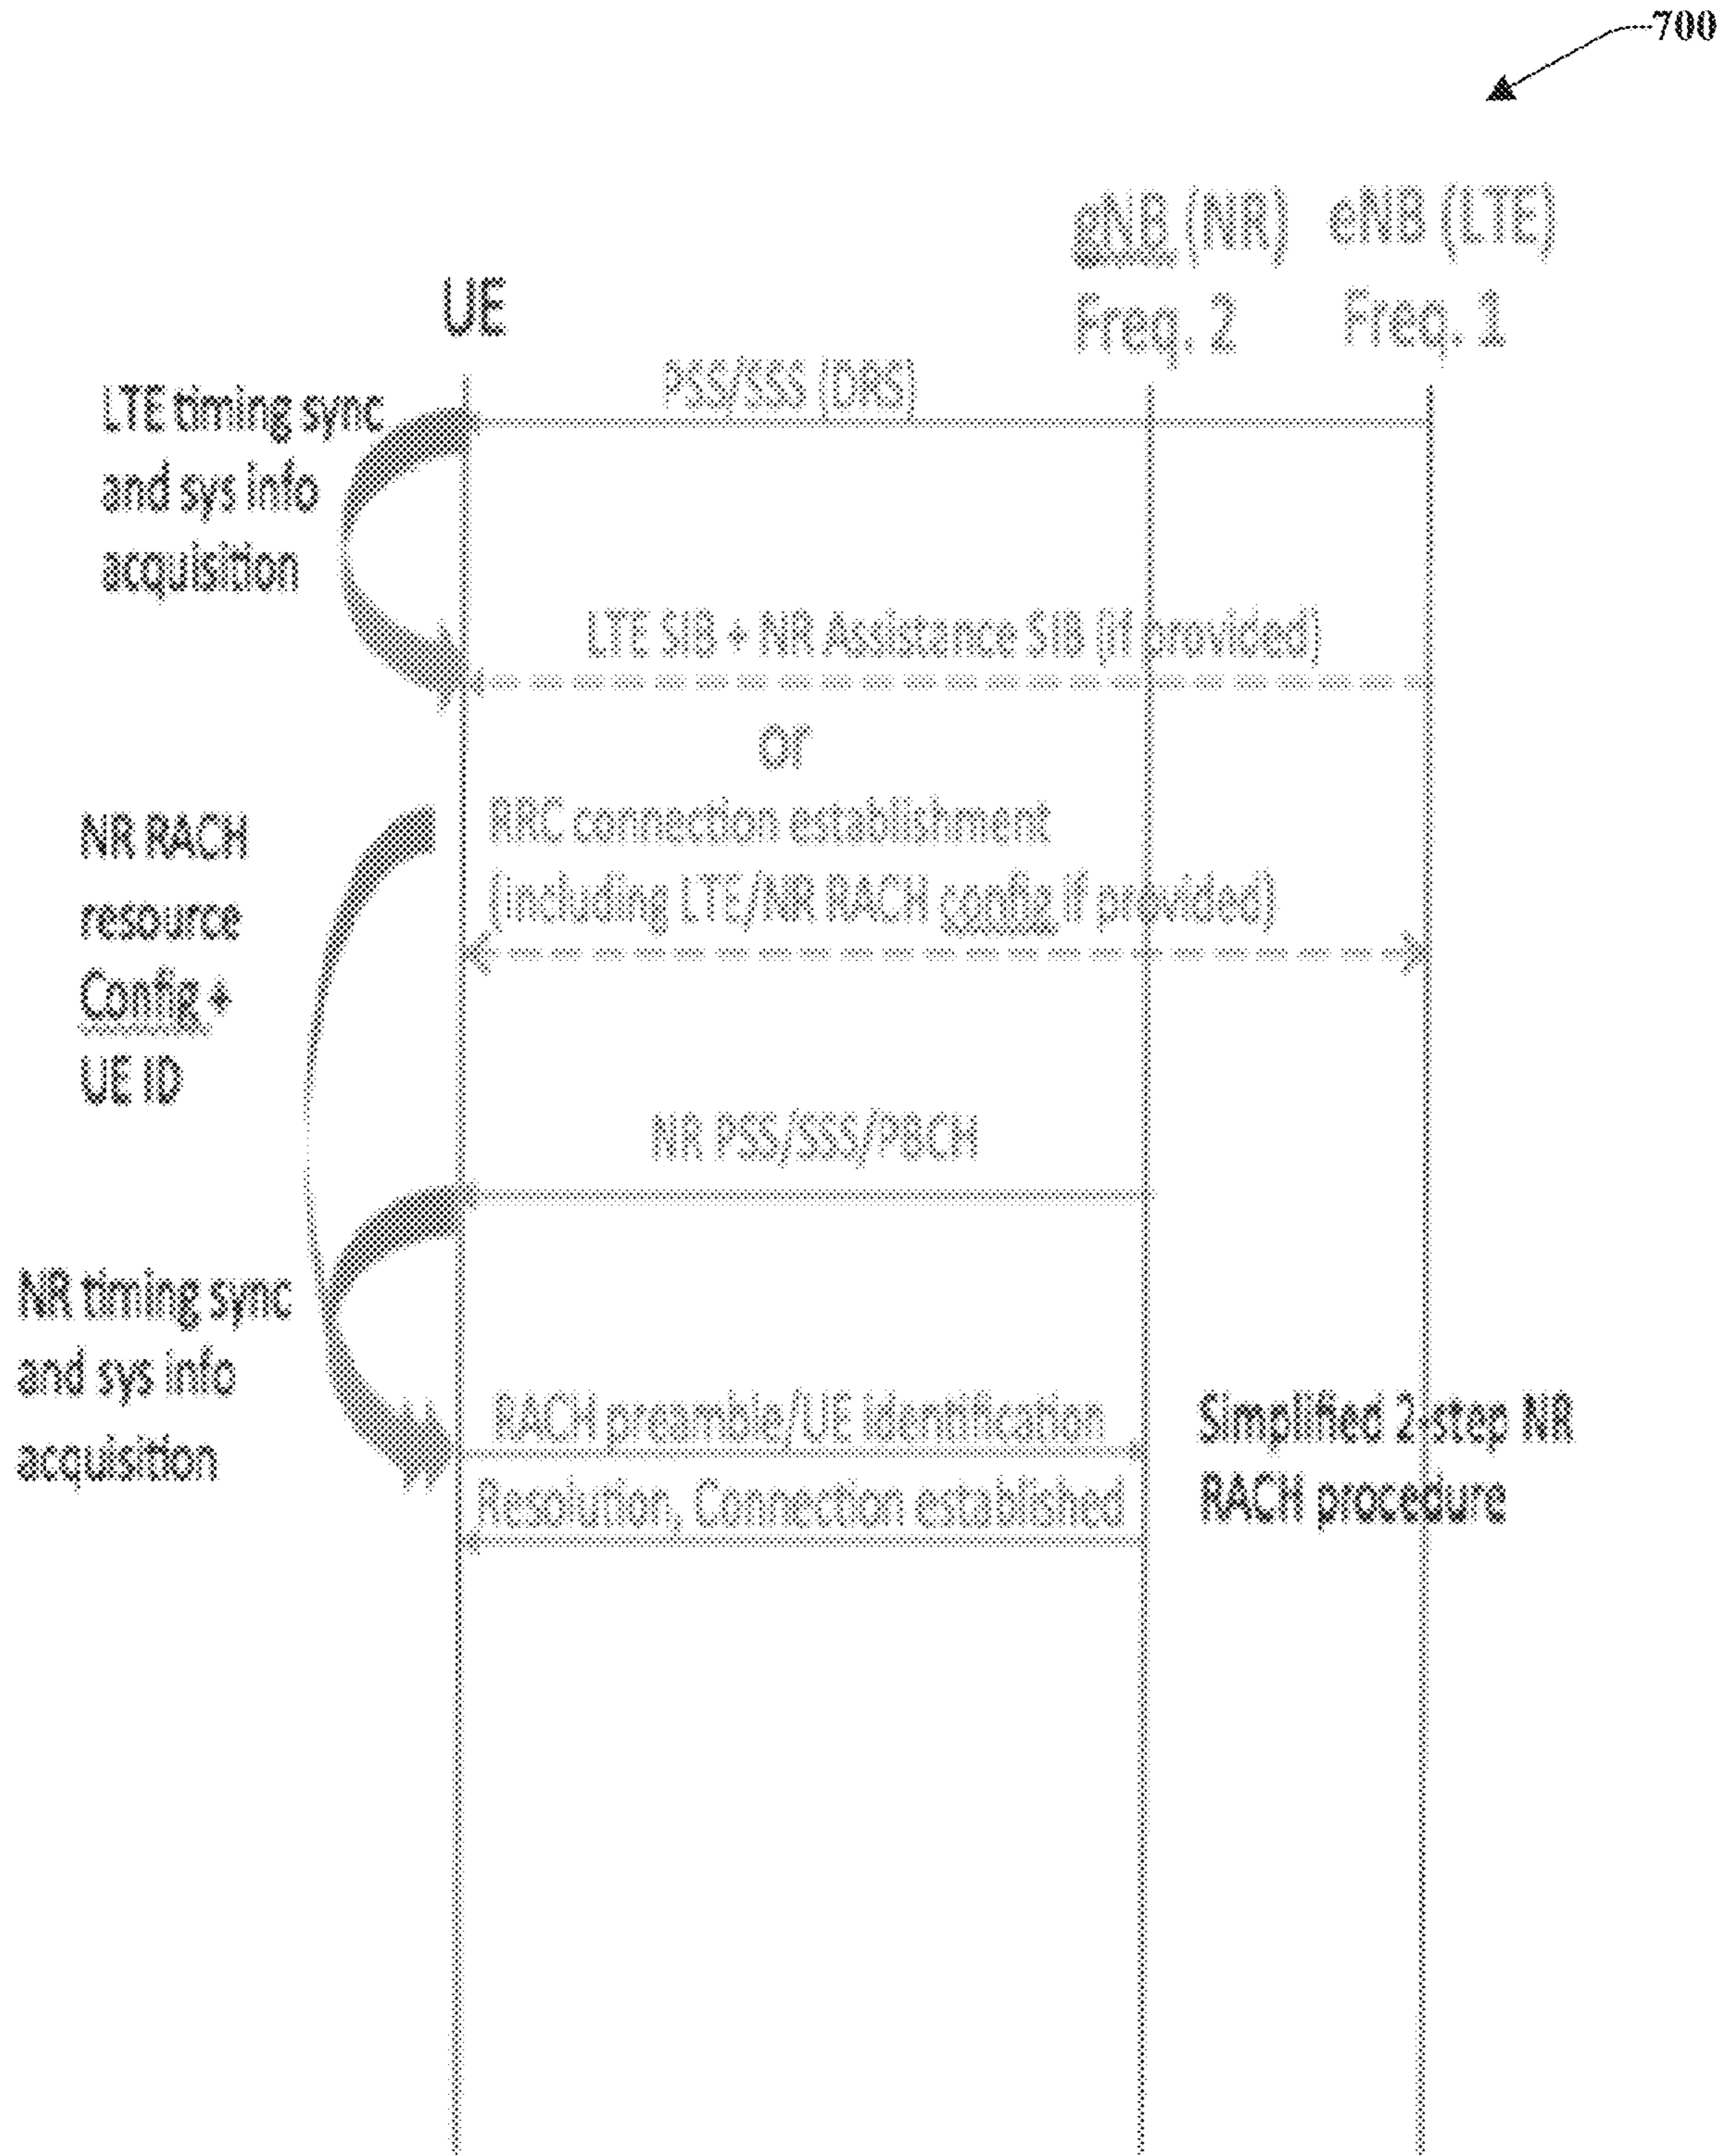 700
gNB (NR) eNB (LTE)
UE
Freq. 2 Freq. 1
PSS/SSS (DRS)
LTE timing sync
and sys info
acquisition
LTE SIB + NR Assistance SIB (if provided)
or
RRC connection establishment
(including LTE/NR RACH config if provided)
NR RACH
resource
Config +
UE ID
NR PSS/SSS/PBCH
NR timing sync
and sys info
acquisition
RACH preamble/UE identification
Resolution, Connection established
Simplified 2-step NR
RACH procedure